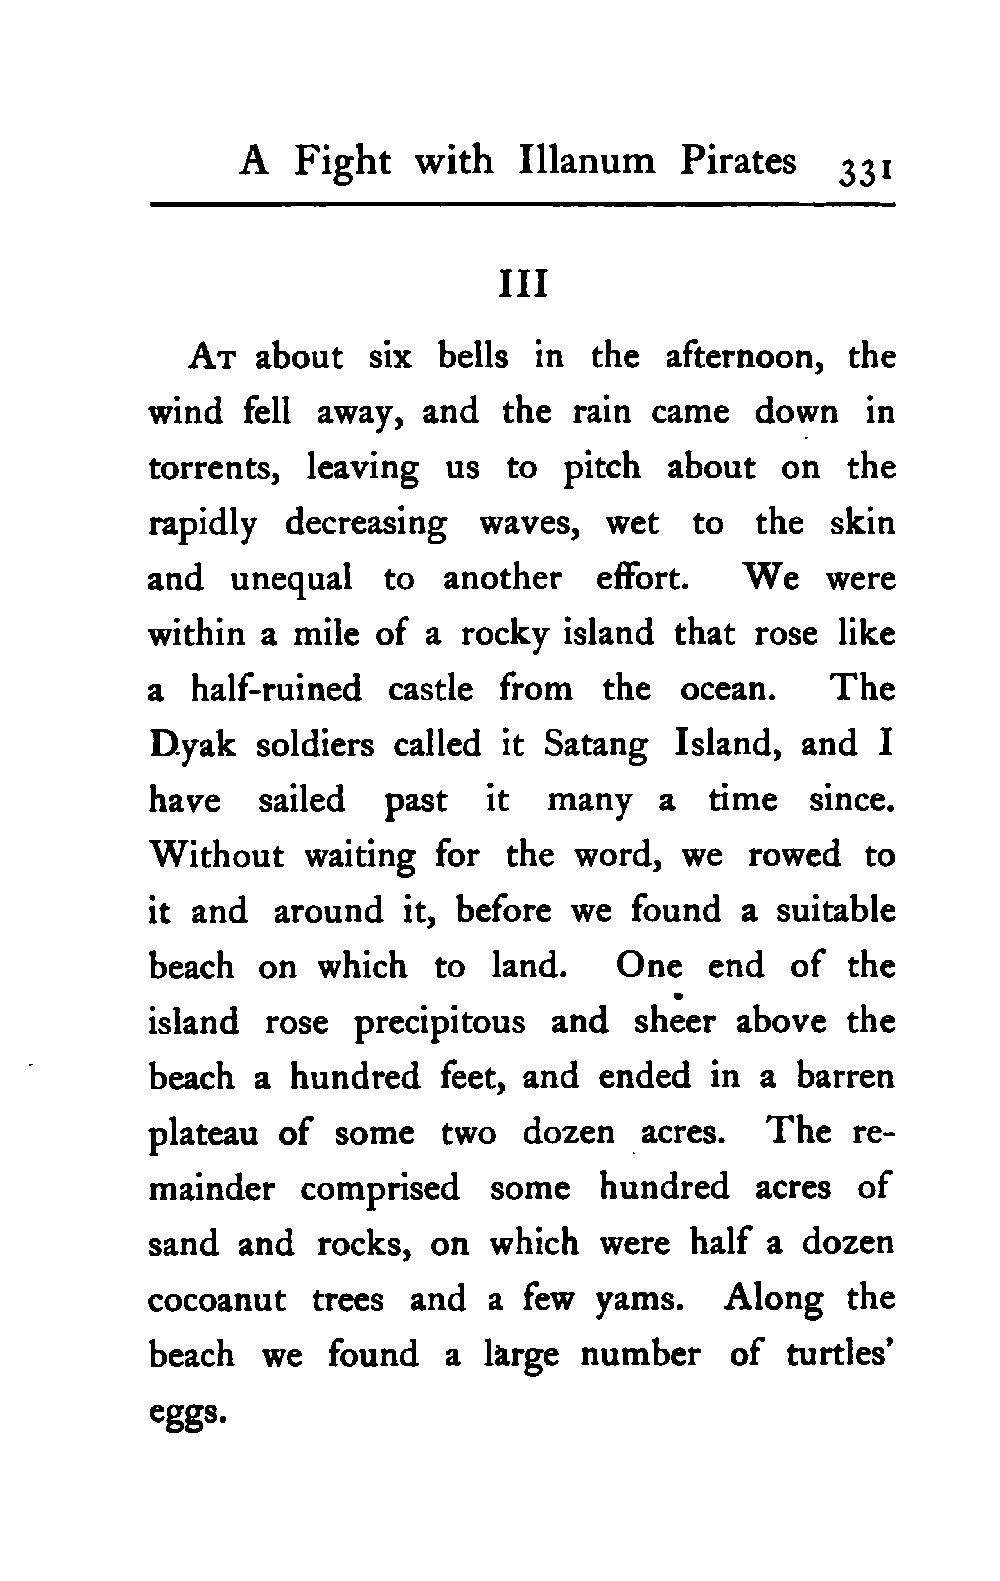 A Fight with Illanum Pirates 331
III
At about six bells in the afternoon, the
wind fell away, and the rain came down in
torrents, leaving us to pitch about on the
rapidly decreasing waves, wet to the skin
and unequal to another effort. We were
within a mile of a rocky island that rose like
a half-ruined castle from the ocean. The
Dyak soldiers called it Satang Island, and I
have sailed past it many a time since.
Without waiting for the word, we rowed to
it and around it, before we found a suitable
beach on which to land. One end of the
island rose precipitous and sheer above the
beach a hundred feet, and ended in a barren
plateau of some two dozen acres. The re-
mainder comprised some hundred acres of
sand and rocks, on which were half a dozen
cocoanut trees and a few yams. Along the
beach we found a large number of turtles'
eggs.